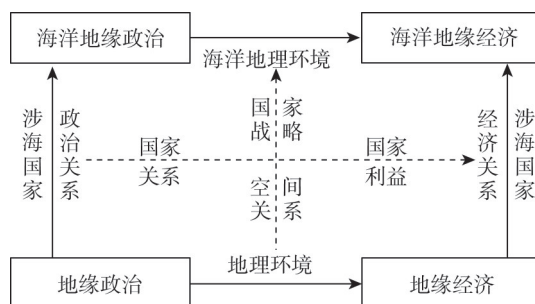 海洋地缘政治
海洋地缘经济
海洋地理环境
涉海国家
政治关系
国家战略
经济关系
涉海国家
国家关系
国家利益
空间关系
地缘政治
地理环境
地缘经济